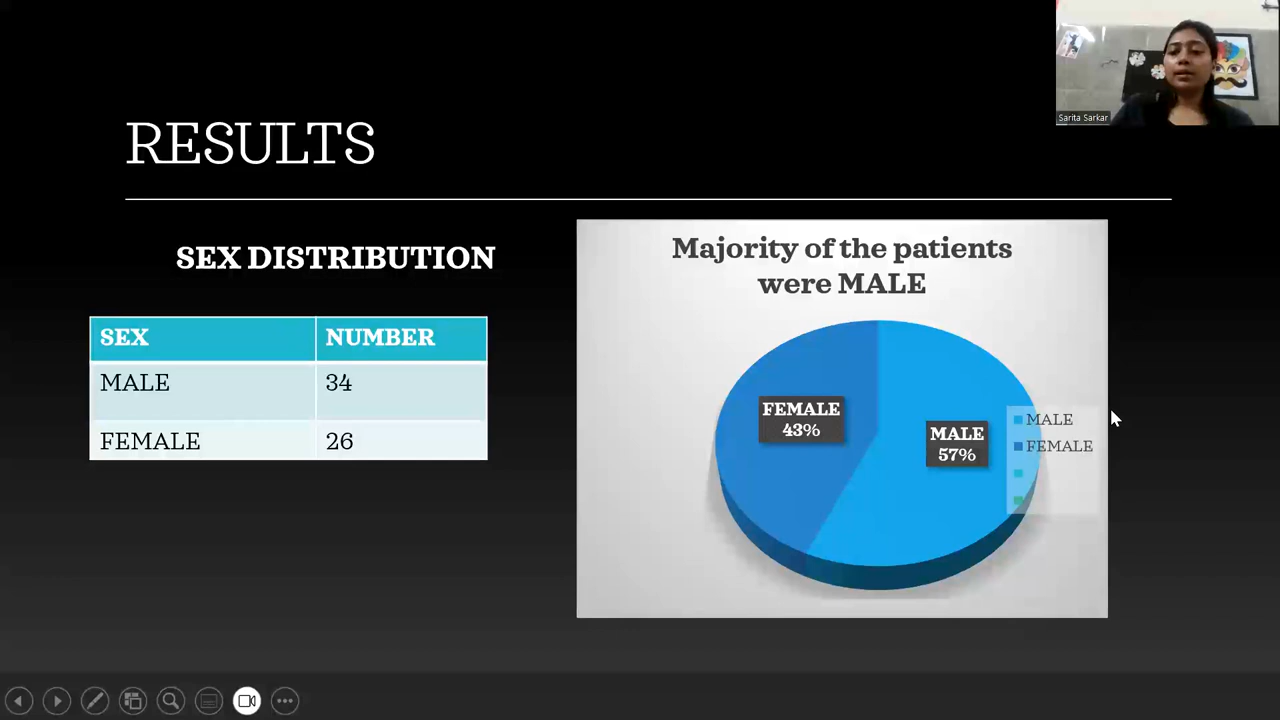 Sarita Sarkar
RESULTS
SEX DISTRIBUTION
SEX NUMBER
MALE 34
FEMALE 26
Majority of the patients
were MALE
FEMALE
43%
MALE
57%
MALE
FEMALE